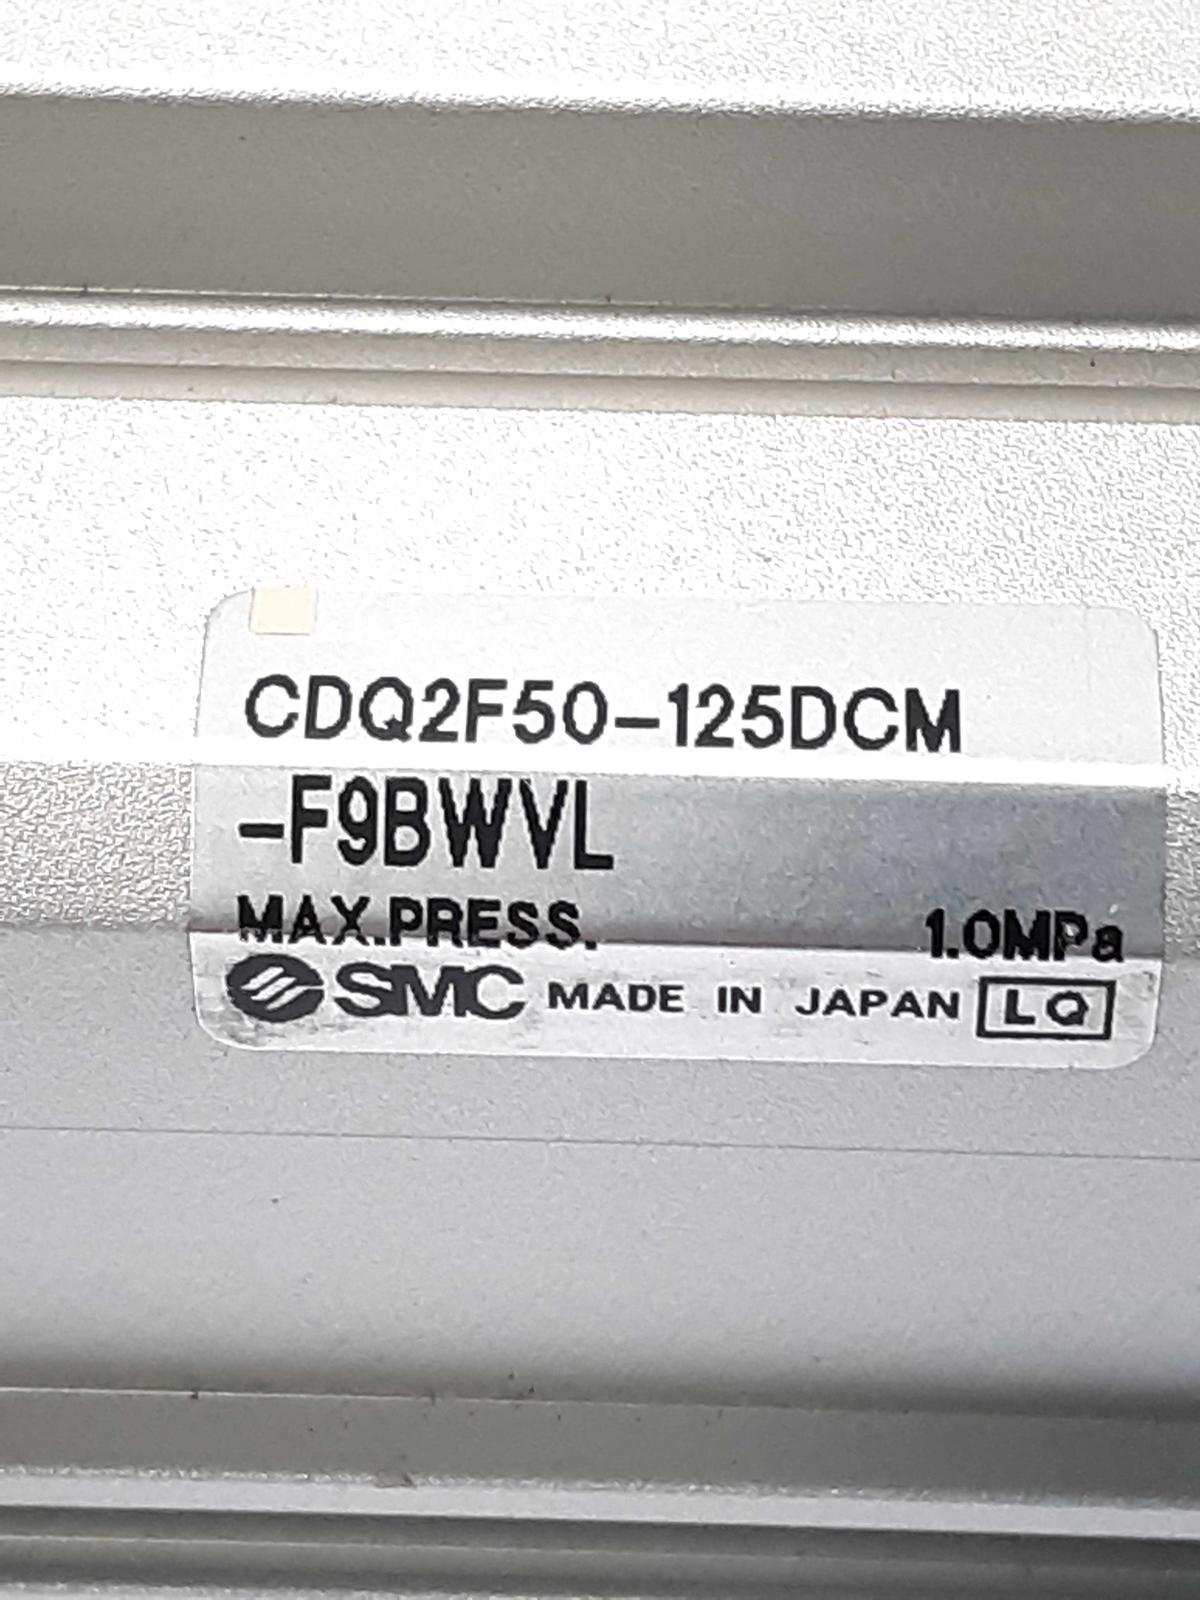 CDQ2F50-125DCM
-F9BWVL
MAX.PRESS. 1.0MPa
SMC MADE IN JAPAN LQ